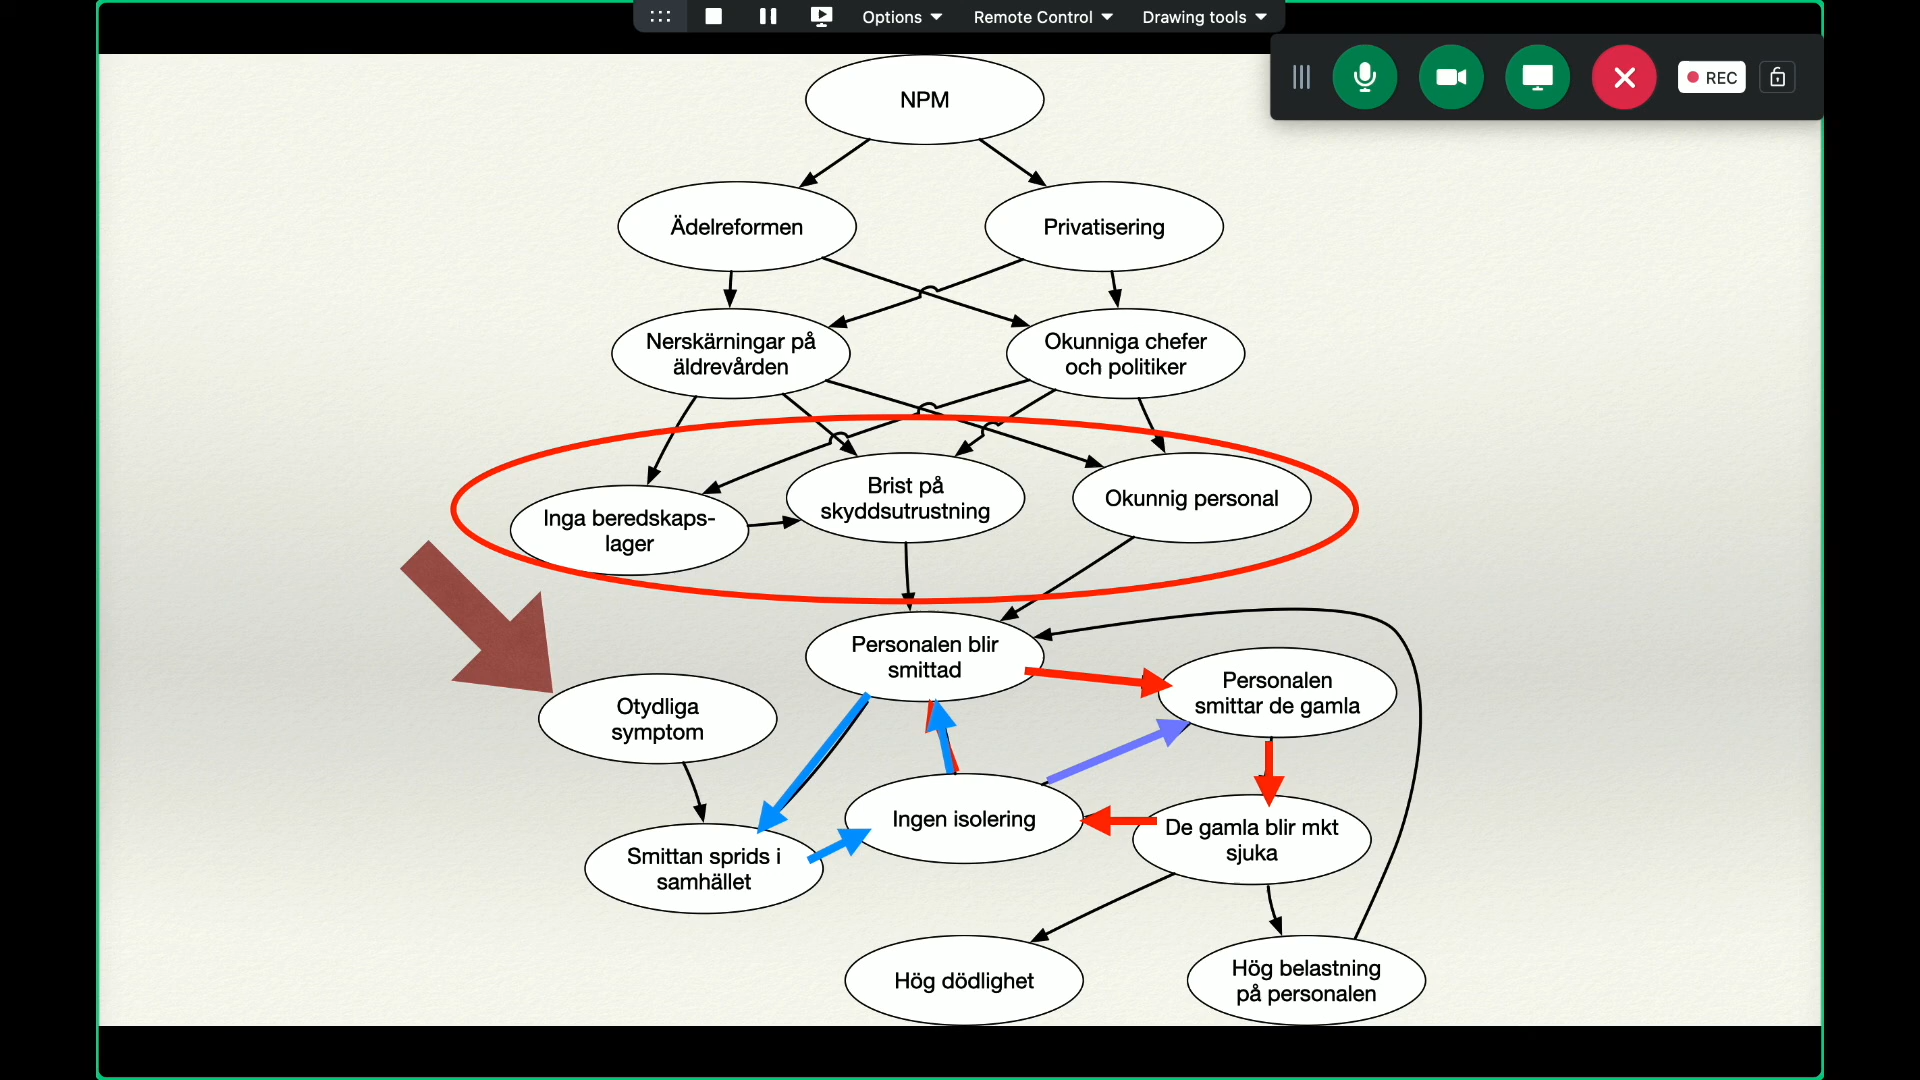 Options
Remote Control
Drawing tools
REC
NPM
Ädelreformen
Privatisering
Nerskärningar på
äldrevården
Okunniga chefer
och politiker
Inga beredskaps-
lager
Brist på
skyddsutrustning
Okunnig personal
Personalen blir
smittad
Personalen
smittar de gamla
Otydliga
symptom
Ingen isolering
De gamla blir mkt
sjuka
Smittan sprids i
samhället
Hög dödlighet
Hög belastning
på personalen